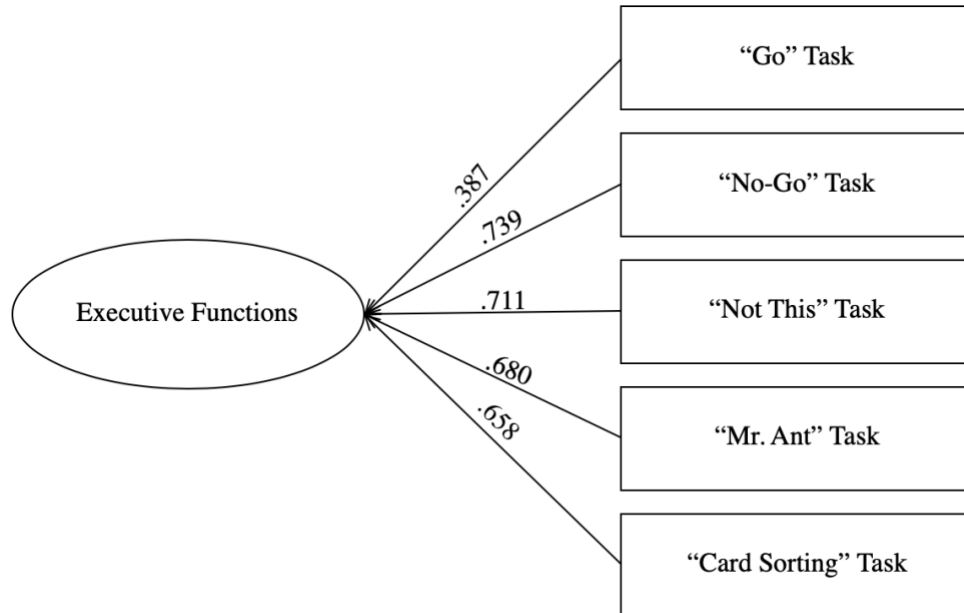 “Go” Task
.387
“No-Go” Task
.739
Executive Functions
.711
“Not This” Task
.680
“Mr. Ant” Task
.658
“Card Sorting” Task